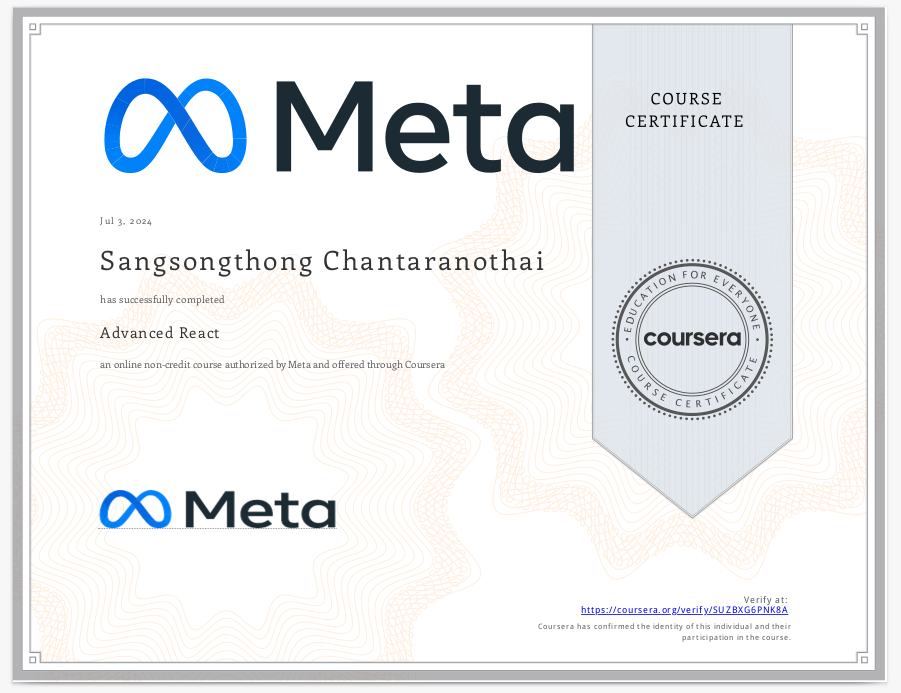 Meta
COURSE
CERTIFICATE
Jul 3, 2024
Sangsongthong Chantaranothai
has successfully completed
Advanced React
an online non-credit course authorized by Meta and offered through Coursera
EDUCATION FOR EVERYONE
coursera
COURSE CERTIFICATE
Meta
Verify at:
https://coursera.org/verify/SUZBXG6PNK8A
Coursera has confirmed the identity of this individual and their
participation in the course.